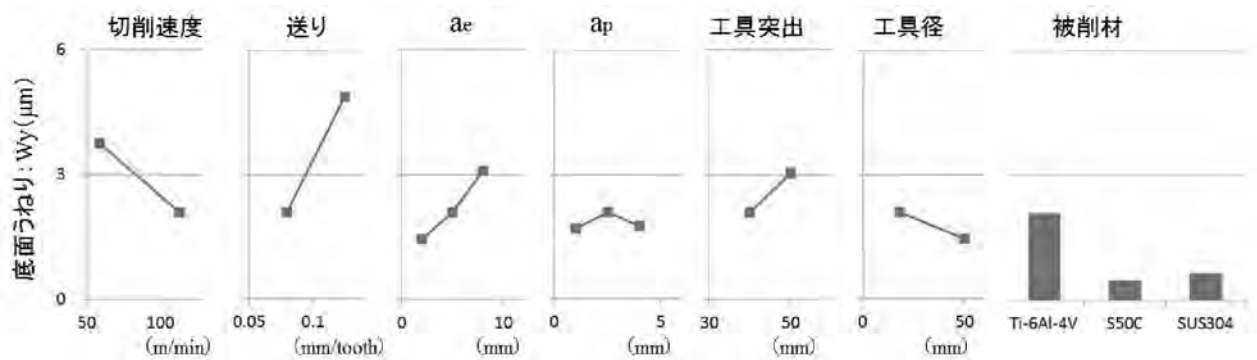 切削速度 送り ae ap 工具突出 工具径 被削材
底面うねり：Wy(μm)
6
3
0
50 100 0.05 0.1 0 10 0 5 30 50 0 50 Ti-6Al-4V S50C SUS304
(m/min) (mm/tooth) (mm) (mm) (mm) (mm)